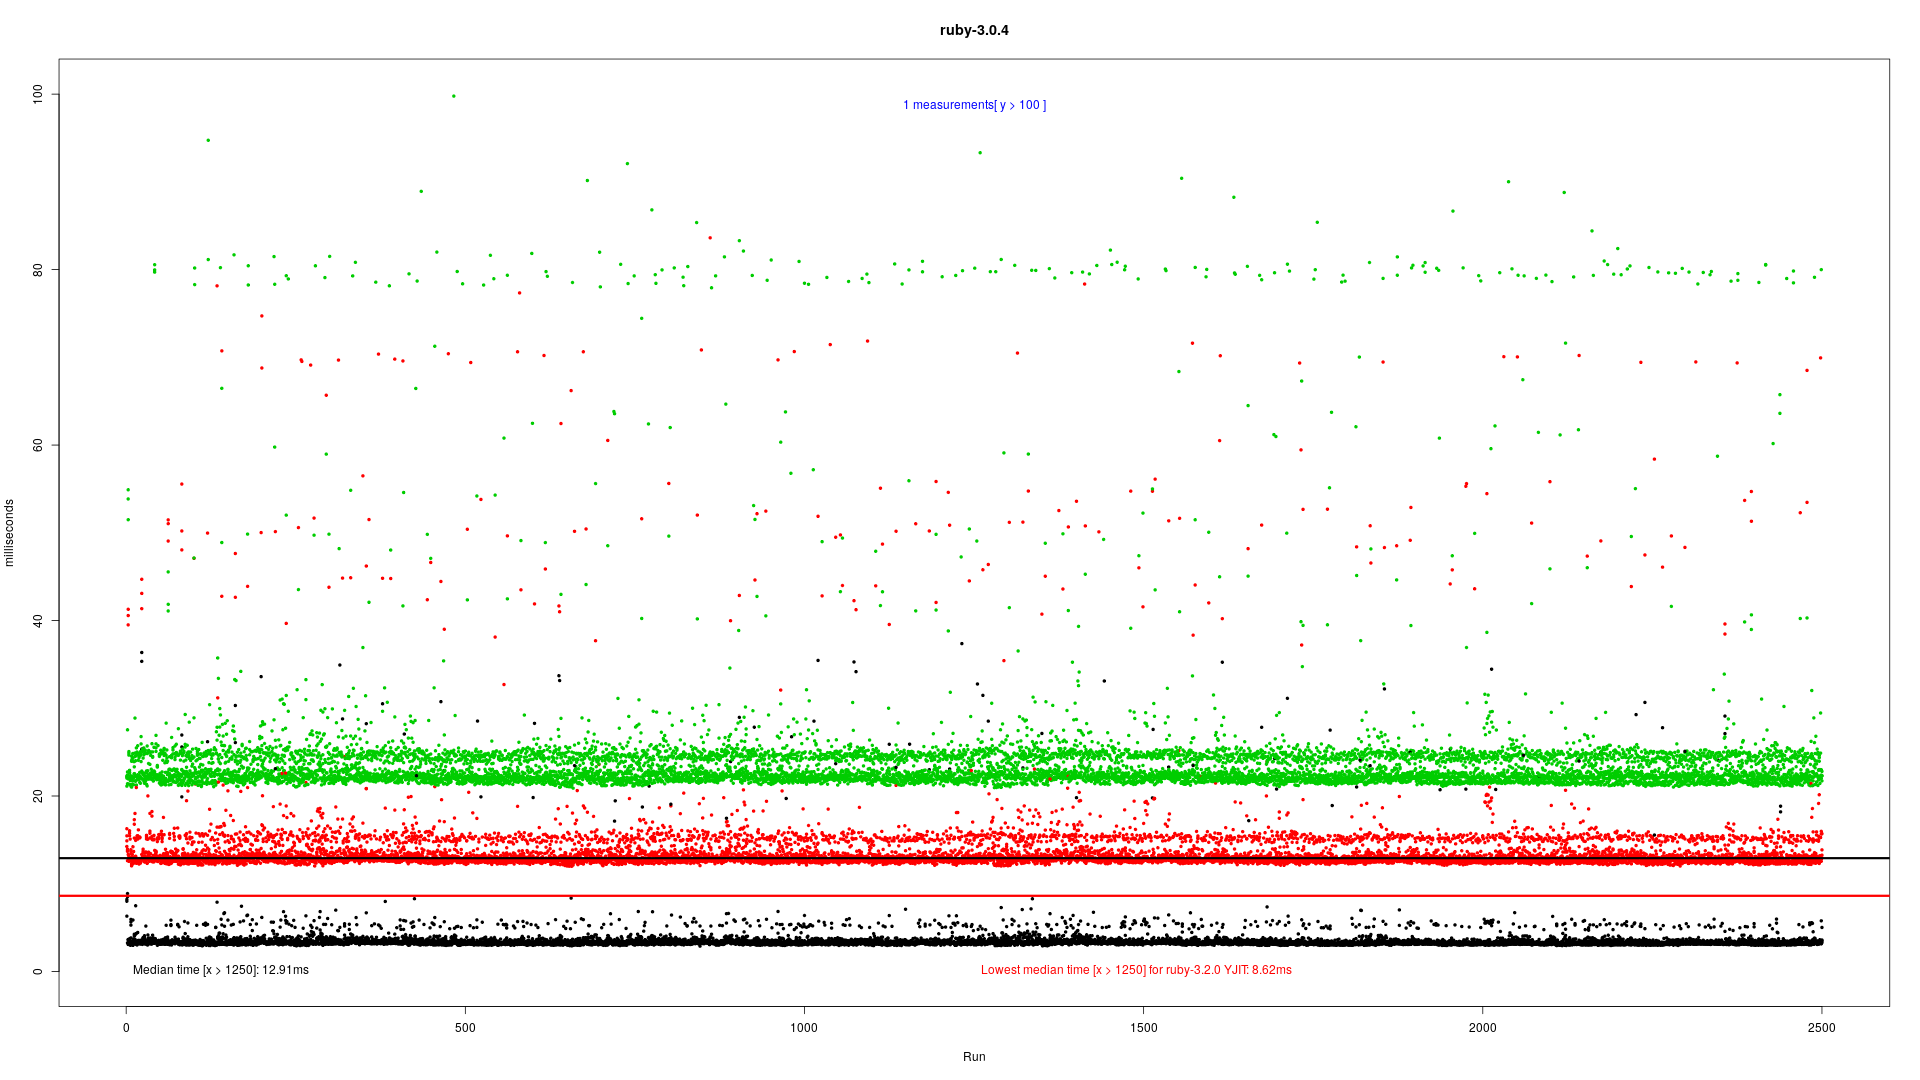 ruby-3.0.4
1 measurements[ y > 100 ]
milliseconds
100
80
60
40
20
0
Median time [x > 1250]: 12.91ms
Lowest median time [x > 1250] for ruby-3.2.0 YJIT: 8.62ms
0 500 1000 1500 2000 2500
Run